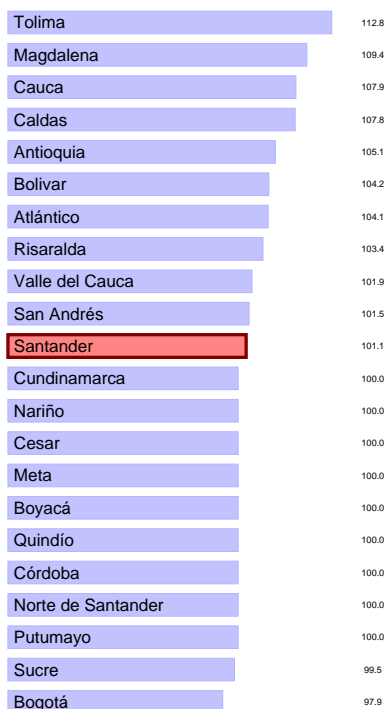 Tolima 112.8
Magdalena 109.4
Cauca 107.9
Caldas 107.8
Antioquia 105.1
Bolivar 104.2
Atlántico 104.1
Risaralda 103.4
Valle del Cauca 101.9
San Andrés 101.5
Santander 101.1
Cundinamarca 100.0
Nariño 100.0
Cesar 100.0
Meta 100.0
Boyacá 100.0
Quindío 100.0
Córdoba 100.0
Norte de Santander 100.0
Putumayo 100.0
Sucre 99.5
Bogotá 97.9